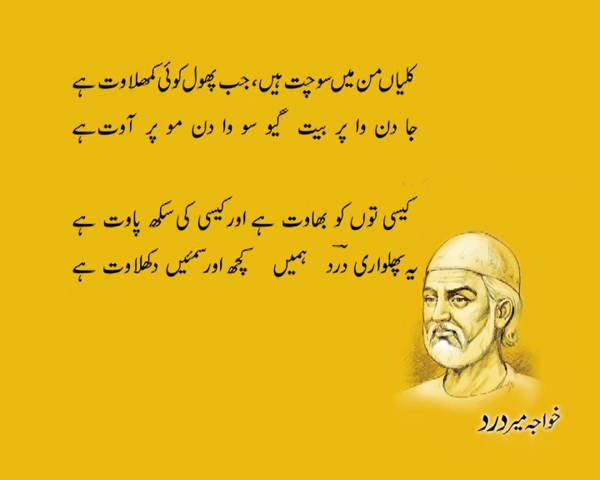 کلیاں من میں سوچت ہیں، جب پھول کوئی کمھلاوت ہے
جا دن وا پر بیت گیو سو وا دن مو پر آوت ہے
کیسی توں کو بھاوت ہے اور کیسی کی سکھ پاوت ہے
یہ پھلواری دردؔ ہمیں کچھ اور سمئیں دکھلاوت ہے
خواجہ میر درد